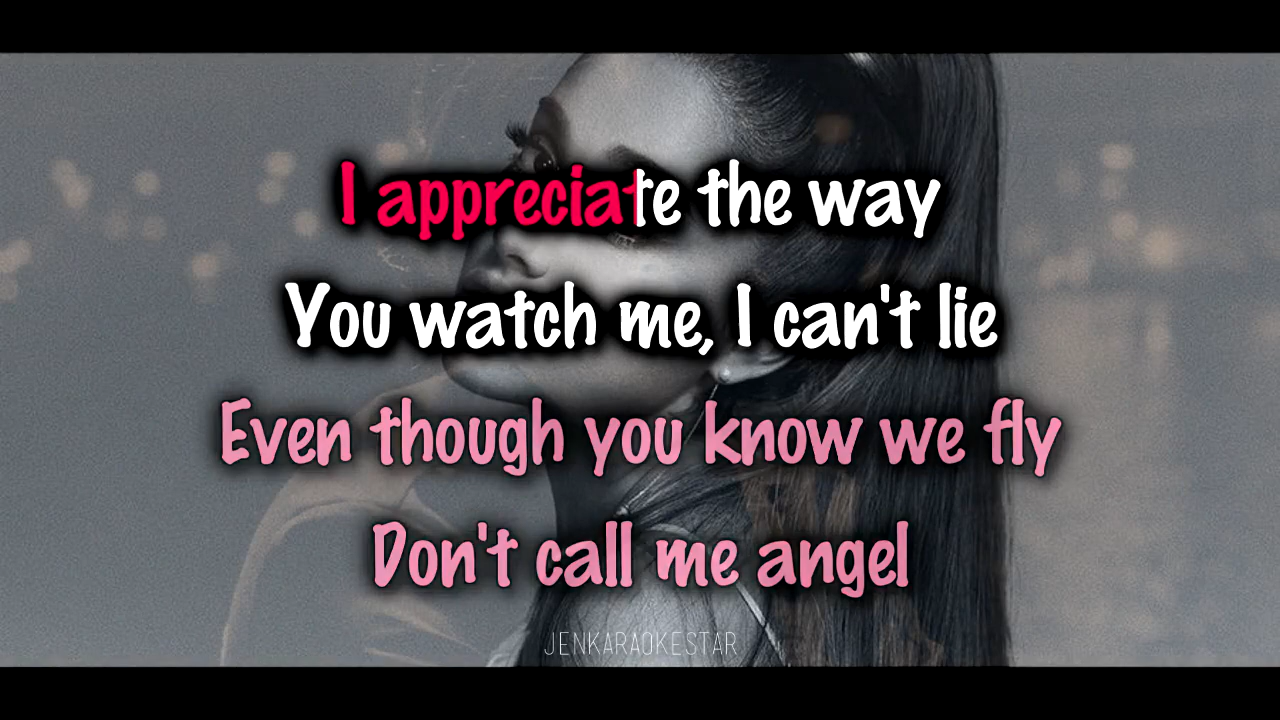 I appreciate the way
You watch me, I can't lie
Even though you know we fly
Don't call me angel
JENKARAOKESTAR